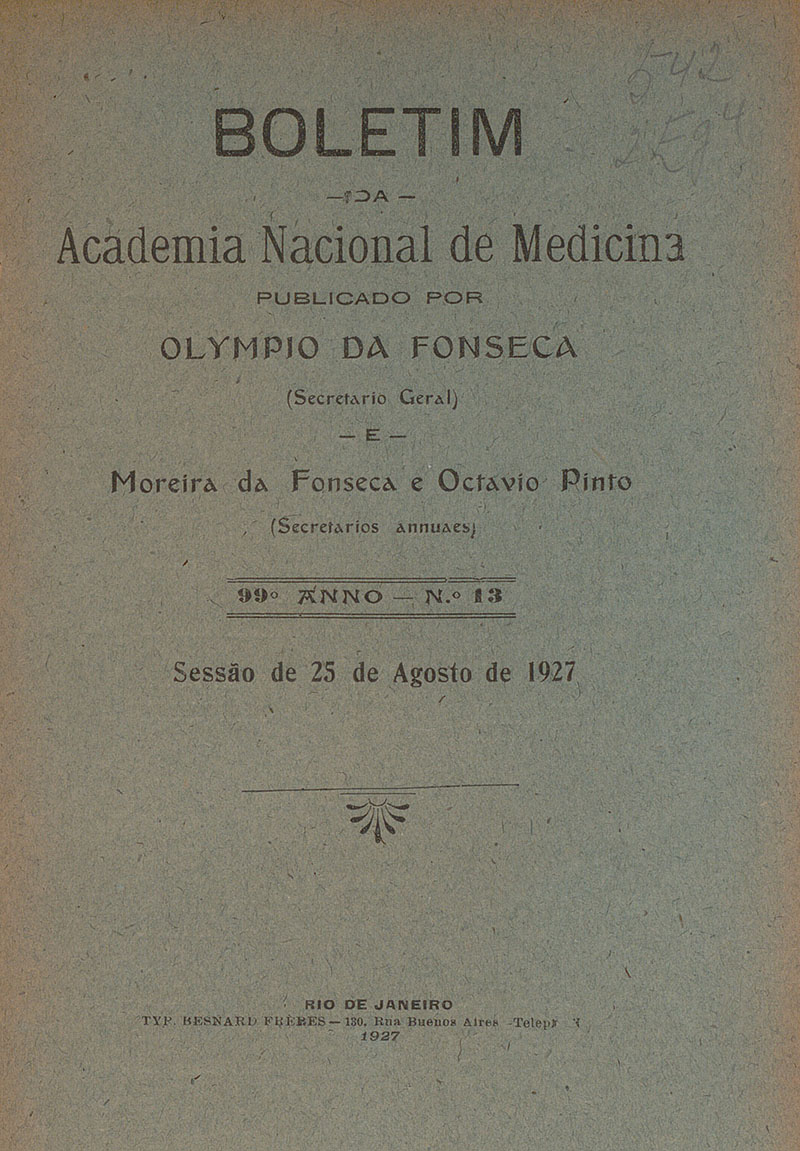 542
BOLETIM
— DA —
Academia Nacional de Medicina
PUBLICADO POR
OLYMPIO DA FONSECA
(Secretario Geral)
— E —
Moreira da Fonseca e Octavio Pinto
(Secretarios annuaes)
99º ANNO — N.º 13
Sessão de 25 de Agosto de 1927
RIO DE JANEIRO
TYP. BESNARD FRÈRES — 130, Rua Buenos Aires
1927